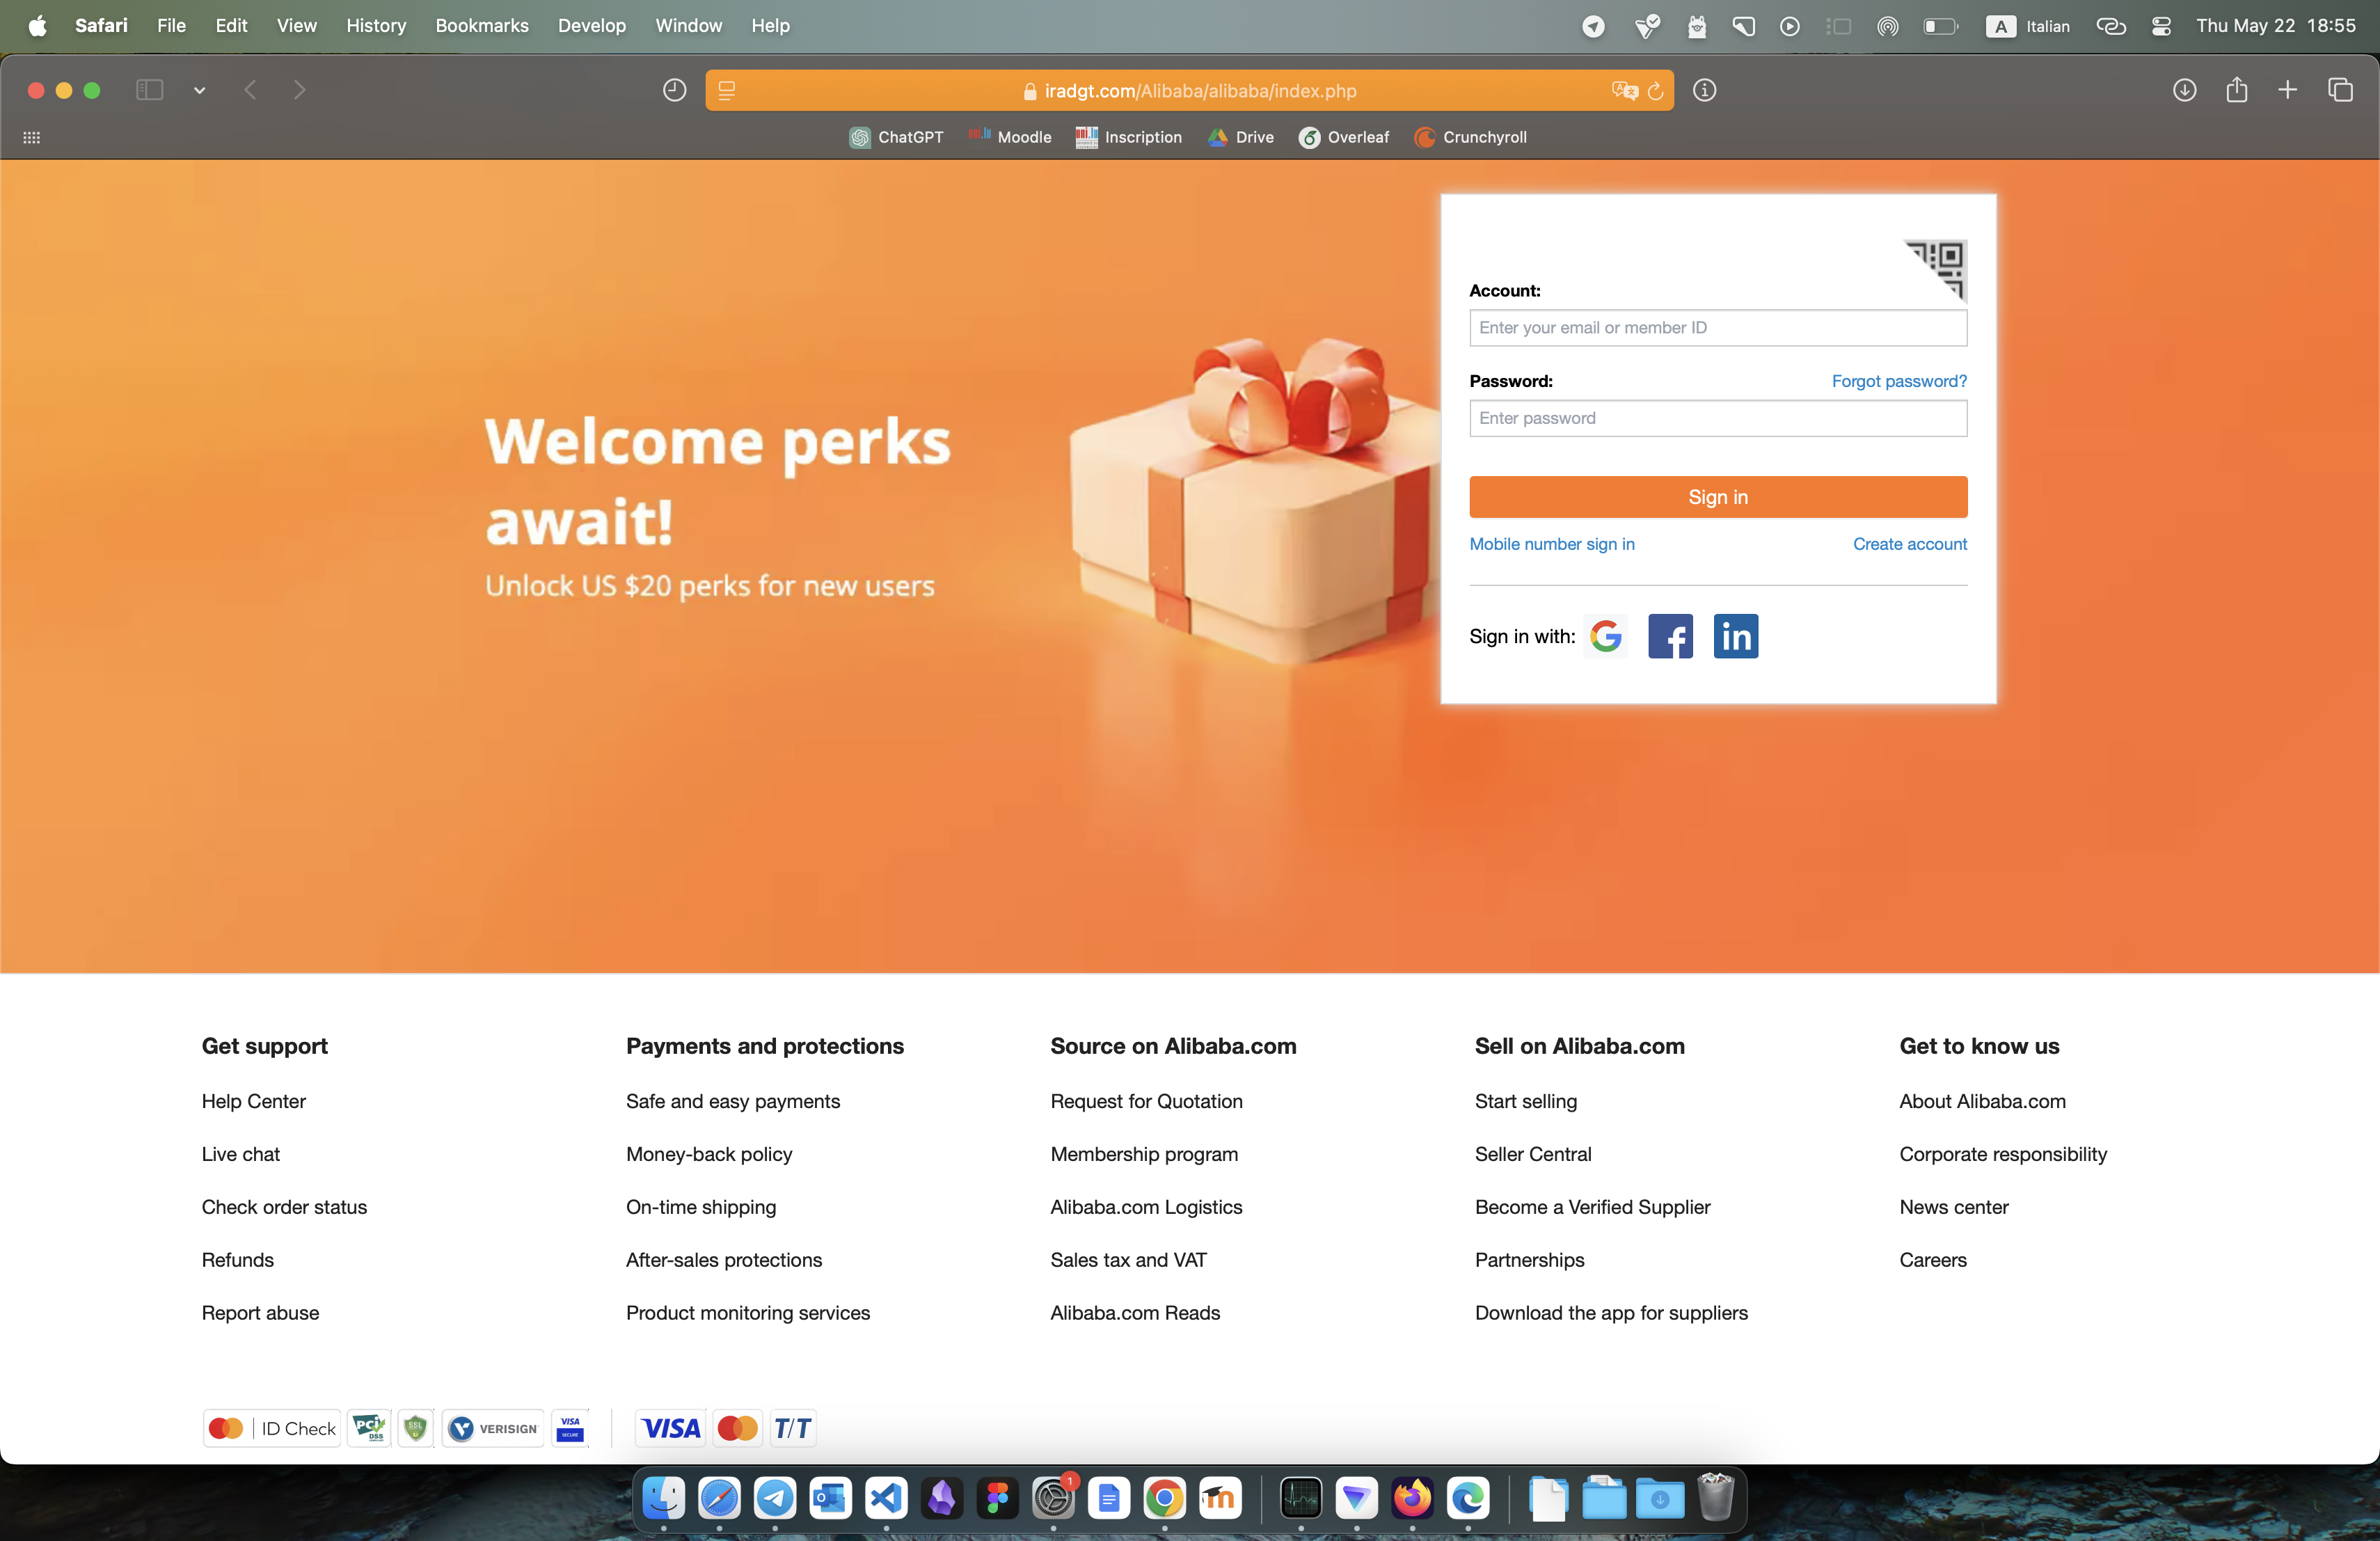 Safari File Edit View History Bookmarks Develop Window Help A Italian Thu May 22 18:55
iradgt.com/Alibaba/alibaba/index.php
ChatGPT Moodle Inscription Drive Overleaf Crunchyroll
Welcome perks
await!
Unlock US $20 perks for new users
Account:
Enter your email or member ID
Password: Forgot password?
Enter password
Sign in
Mobile number sign in Create account
Sign in with: G f in
Get support
Help Center
Live chat
Check order status
Refunds
Report abuse
Payments and protections
Safe and easy payments
Money-back policy
On-time shipping
After-sales protections
Product monitoring services
Source on Alibaba.com
Request for Quotation
Membership program
Alibaba.com Logistics
Sales tax and VAT
Alibaba.com Reads
Sell on Alibaba.com
Start selling
Seller Central
Become a Verified Supplier
Partnerships
Download the app for suppliers
Get to know us
About Alibaba.com
Corporate responsibility
News center
Careers
ID Check PCI DSS SSL VERISIGN VISA SECURE VISA T/T
1